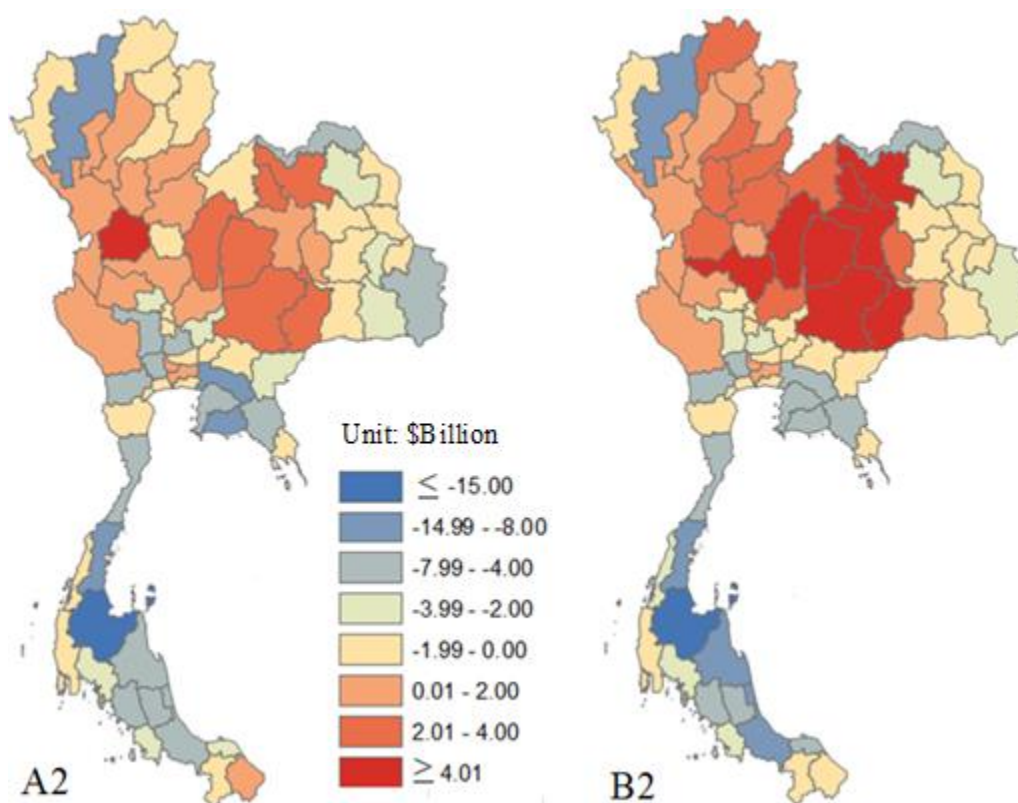 Unit: $Billion
≤ -15.00
-14.99 - -8.00
-7.99 - -4.00
-3.99 - -2.00
-1.99 - 0.00
0.01 - 2.00
2.01 - 4.00
≥ 4.01
A2
B2